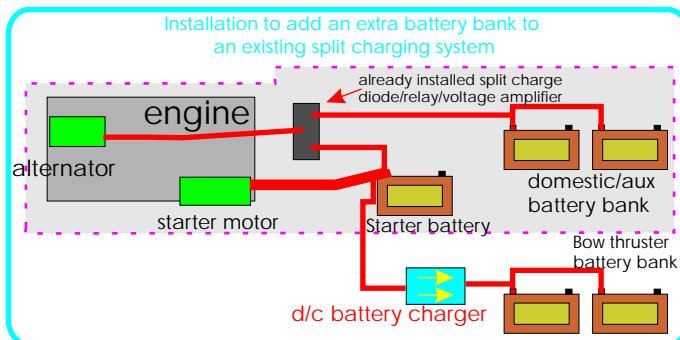 Installation to add an extra battery bank to
an existing split charging system
already installed split charge
diode/relay/voltage amplifier
engine
alternator
starter motor
Starter battery
domestic/aux
battery bank
Bow thruster
battery bank
d/c battery charger